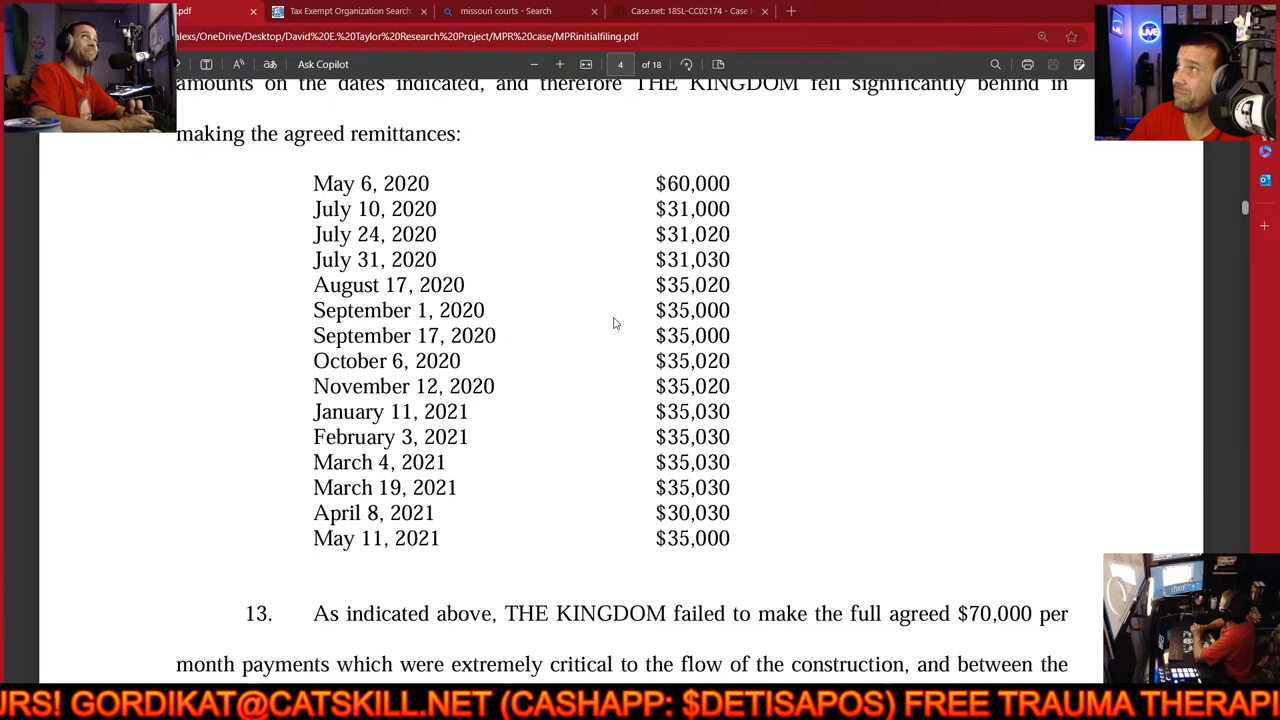 .pdf
Tax Exempt Organization Search
missouri courts - Search
Case.net: 18SL-CC02174 - Case H
alexs/OneDrive/Desktop/David%20E.%20Taylor%20Research%20Project/MPR%20case/MPRinitialfiling.pdf
Ask Copilot
4 of 18
amounts on the dates indicated, and therefore THE KINGDOM fell significantly behind in
making the agreed remittances:
May 6, 2020 $60,000
July 10, 2020 $31,000
July 24, 2020 $31,020
July 31, 2020 $31,030
August 17, 2020 $35,020
September 1, 2020 $35,000
September 17, 2020 $35,000
October 6, 2020 $35,020
November 12, 2020 $35,020
January 11, 2021 $35,030
February 3, 2021 $35,030
March 4, 2021 $35,030
March 19, 2021 $35,030
April 8, 2021 $30,030
May 11, 2021 $35,000
13. As indicated above, THE KINGDOM failed to make the full agreed $70,000 per
month payments which were extremely critical to the flow of the construction, and between the
URS! GORDIKAT@CATSKILL.NET (CASHAPP: $DETISAPOS) FREE TRAUMA THERAPI
LIVE